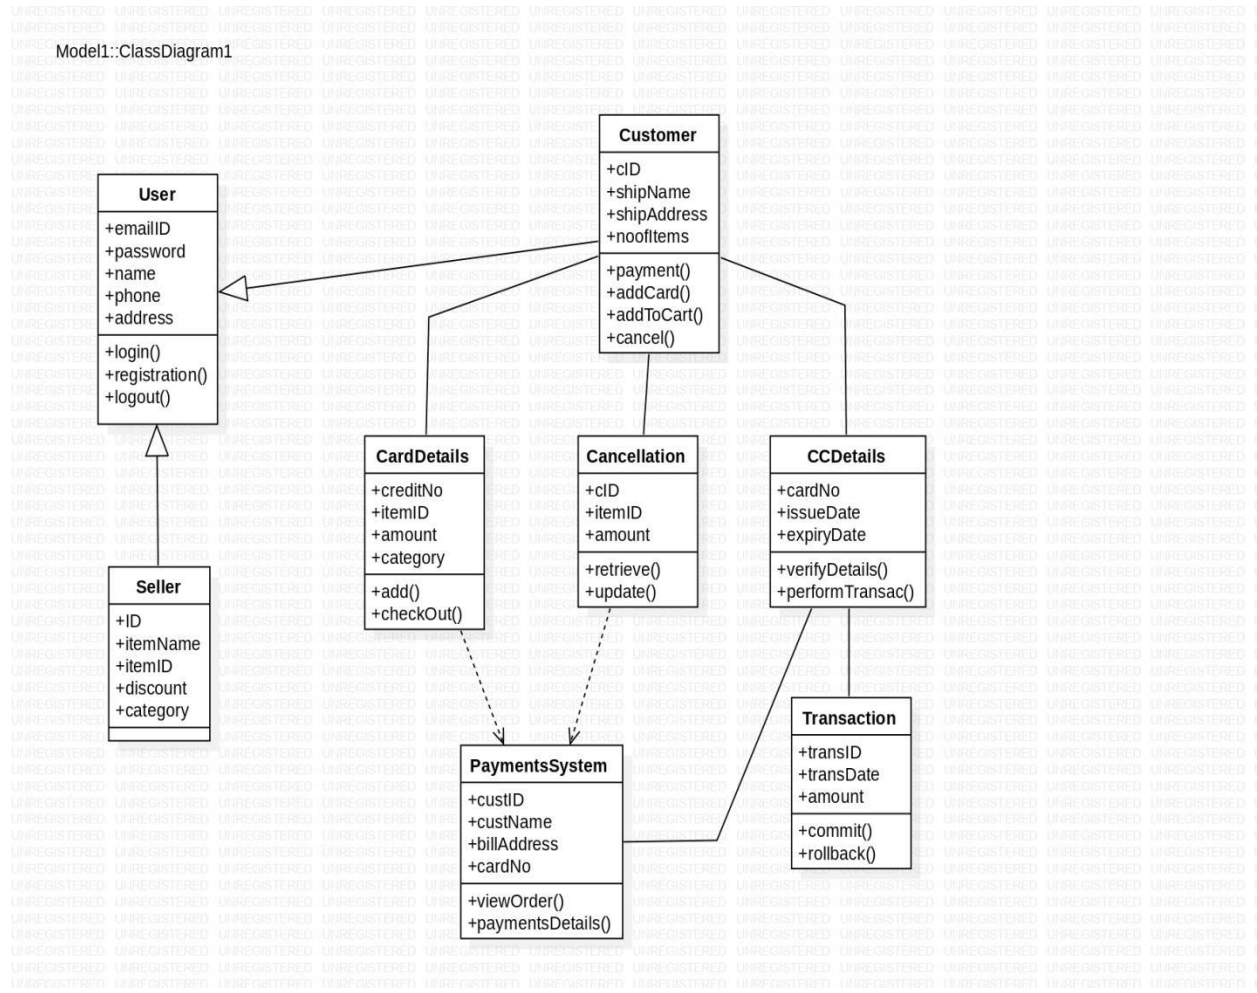 Model1::ClassDiagram1
Customer
+cID
+shipName
+shipAddress
+noofItems
+payment()
+addCard()
+addToCart()
+cancel()
User
+emailID
+password
+name
+phone
+address
+login()
+registration()
+logout()
CardDetails
+creditNo
+itemID
+amount
+category
+add()
+checkOut()
Cancellation
+cID
+itemID
+amount
+retrieve()
+update()
CCDetails
+cardNo
+issueDate
+expiryDate
+verifyDetails()
+performTransac()
Seller
+ID
+itemName
+itemID
+discount
+category
PaymentsSystem
+custID
+custName
+billAddress
+cardNo
+viewOrder()
+paymentsDetails()
Transaction
+transID
+transDate
+amount
+commit()
+rollback()
UNREGISTERED